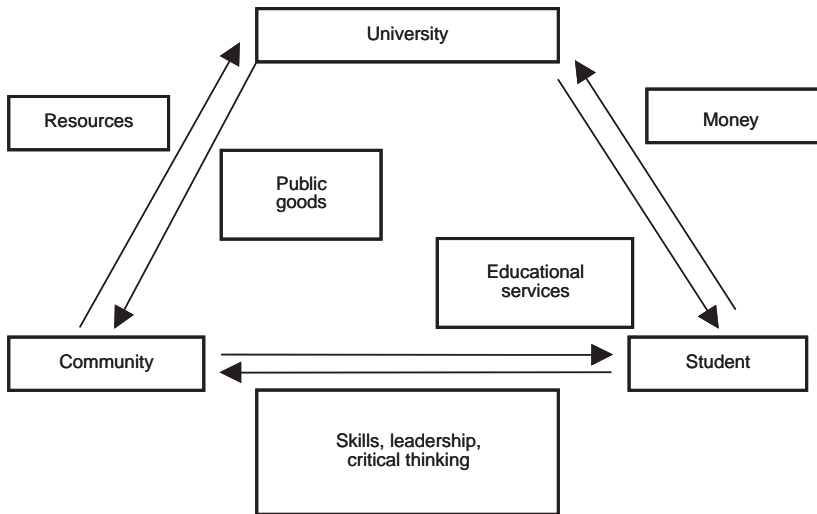 University
Resources
Money
Public
goods
Educational
services
Community
Student
Skills, leadership,
critical thinking